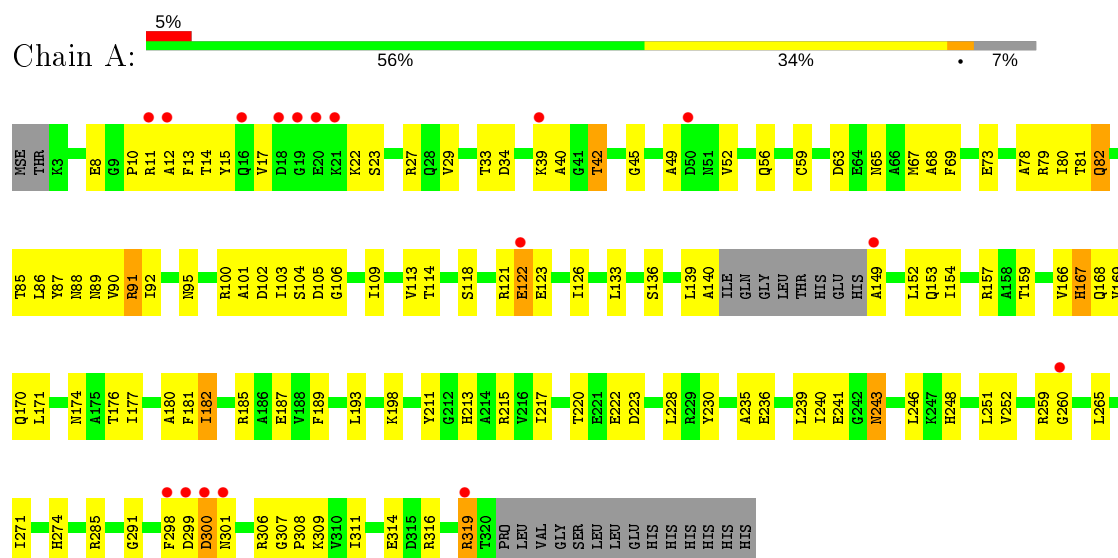 5%
Chain A:
56% 34% • 7%
MSE THR K3 E8 G9 P10 R11 A12 F13 T14 Y15 Q16 V17 D18 G19 E20 K21 K22 S23 R27 Q28 V29 T33 D34 K39 A40 G41 T42 G45 A49 D50 N51 V52 Q56 C59 D63 E64 N65 A66 M67 A68 F69 E73 A78 R79 I80 T81 Q82
T85 L86 Y87 N88 N89 V90 R91 I92 N95 R100 A101 D102 I103 S104 D105 G106 I109 V113 T114 S118 R121 E122 E123 I126 L133 S136 L139 A140 ILE GLN GLY LEU THR HIS GLU HIS A149 L152 Q153 I154 R157 A158 T159 V166 H167 Q168 V169
Q170 L171 N174 A175 T176 I177 A180 F181 I182 R185 A186 E187 V188 F189 L193 K198 Y211 G212 H213 A214 R215 V216 I217 T220 E221 E222 D223 L228 R229 Y230 A235 E236 L239 I240 E241 G242 N243 L246 K247 H248 L251 V252 R259 G260 L265
I271 H274 R285 G291 F298 D299 D300 N301 R306 G307 P308 K309 V310 I311 E314 D315 R316 R319 T320 PRO LEU VAL GLY SER LEU LEU GLU HIS HIS HIS HIS HIS HIS